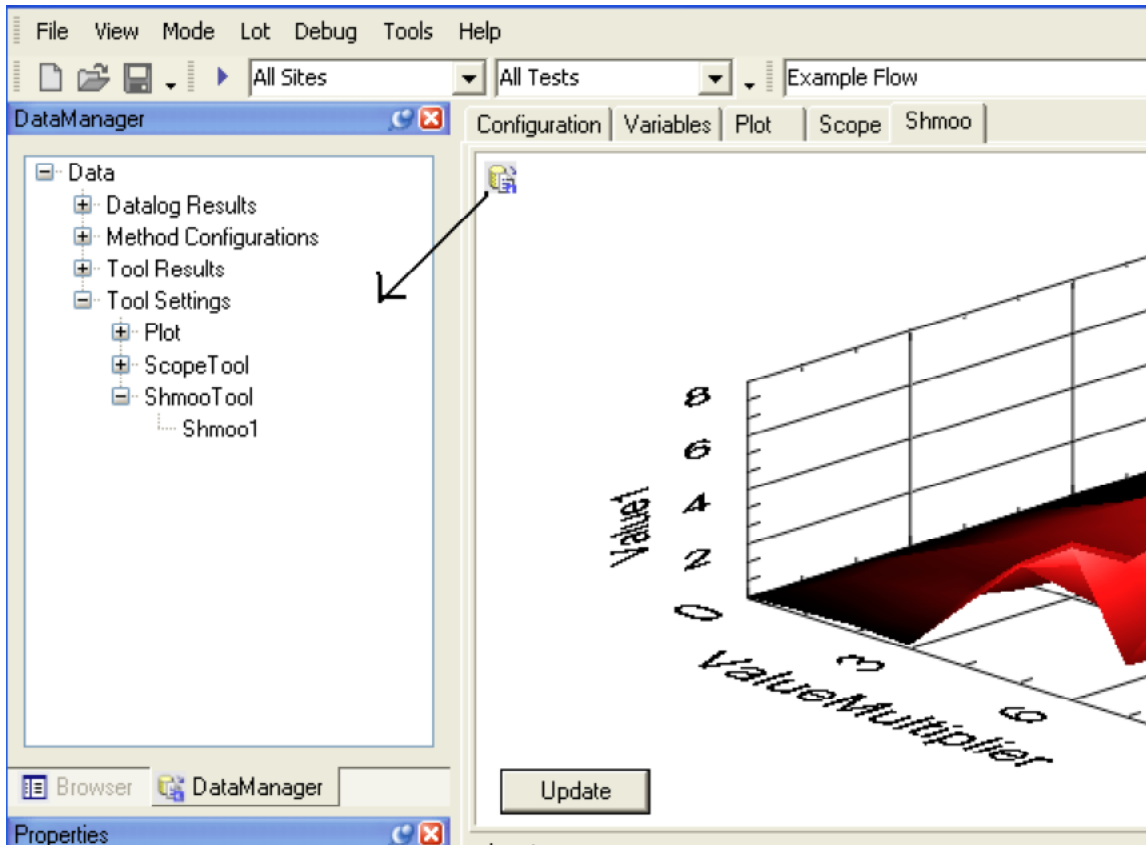 File View Mode Lot Debug Tools Help
All Sites All Tests Example Flow
DataManager
Configuration Variables Plot Scope Shmoo
Data
Datalog Results
Method Configurations
Tool Results
Tool Settings
Plot
ScopeTool
ShmooTool
Shmoo1
8
6
4
2
0
Value1
3
6
ValueMultiplier
Update
Browser DataManager
Properties